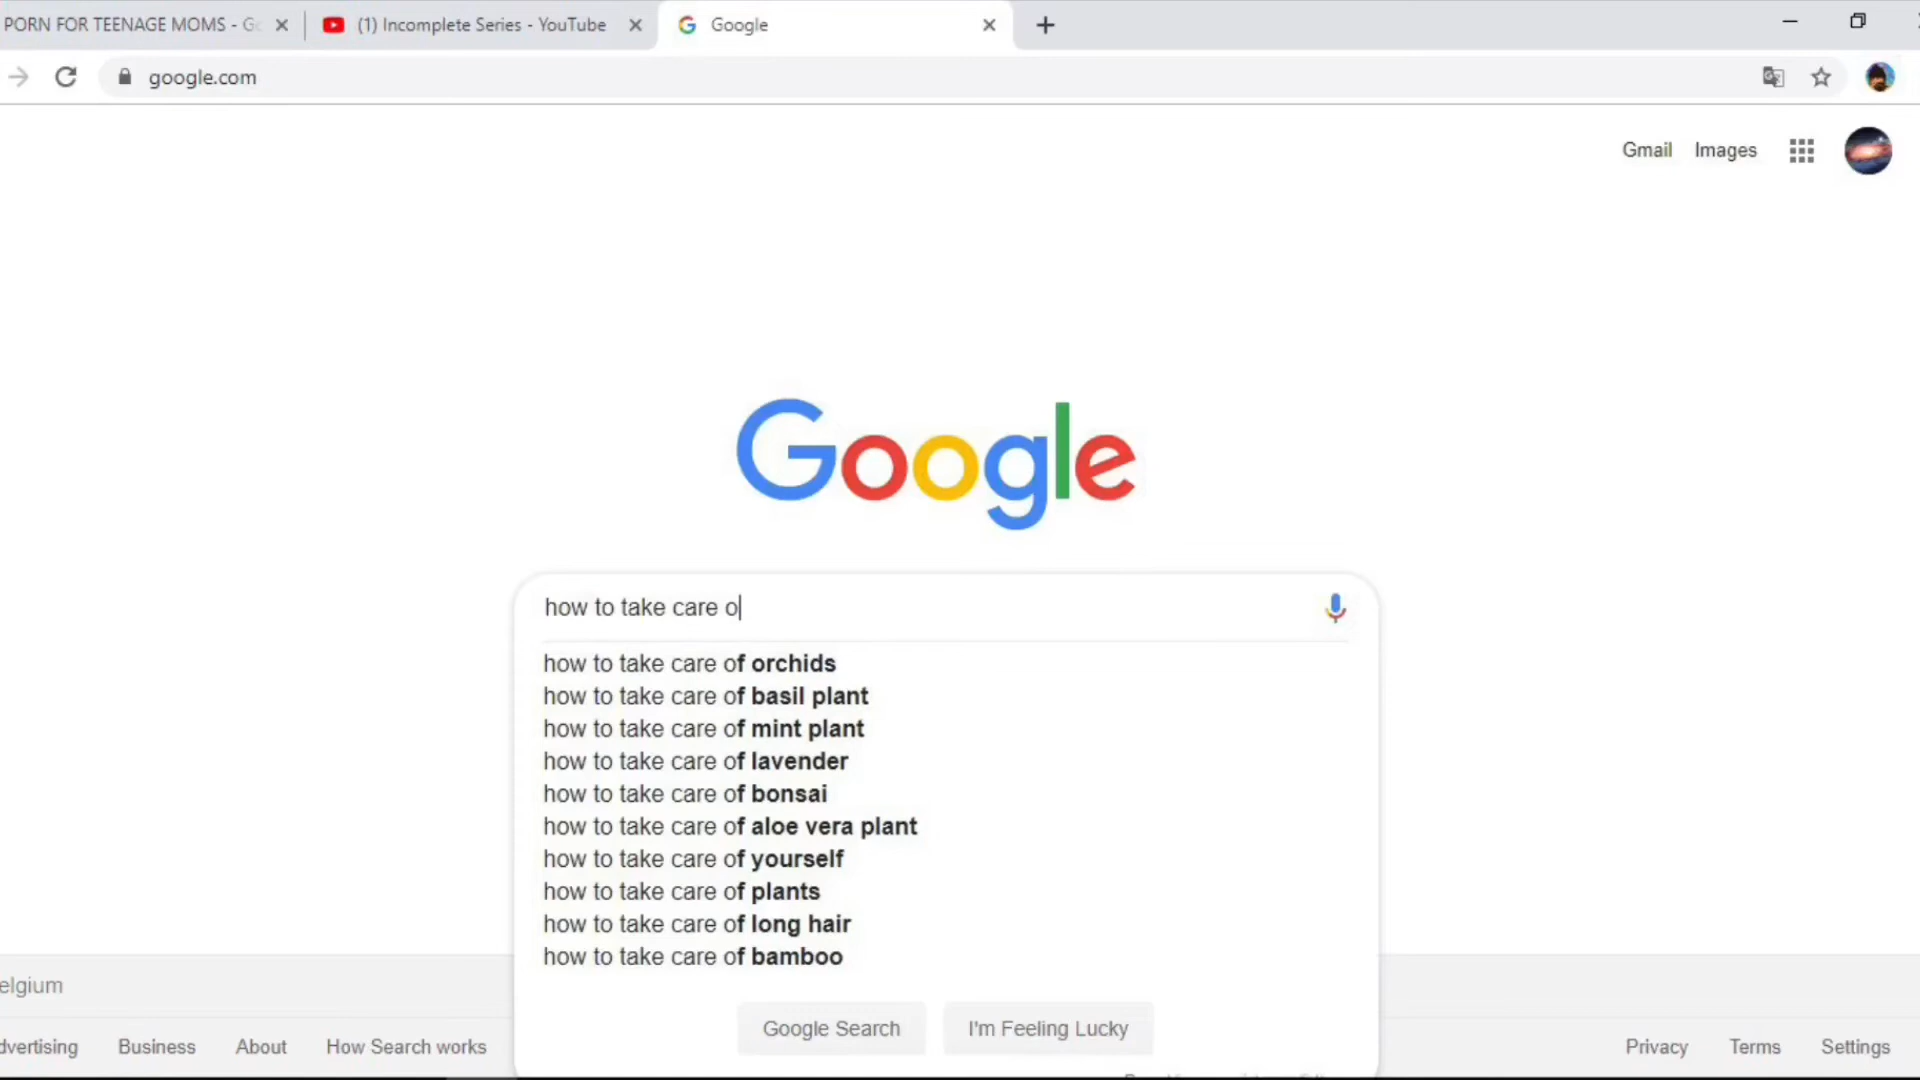 PORN FOR TEENAGE MOMS - Go
(1) Incomplete Series - YouTube
Google
google.com
Gmail Images
Google
how to take care o
how to take care of orchids
how to take care of basil plant
how to take care of mint plant
how to take care of lavender
how to take care of bonsai
how to take care of aloe vera plant
how to take care of yourself
how to take care of plants
how to take care of long hair
how to take care of bamboo
elgium
Google Search I'm Feeling Lucky
dvertising Business About How Search works Privacy Terms Settings